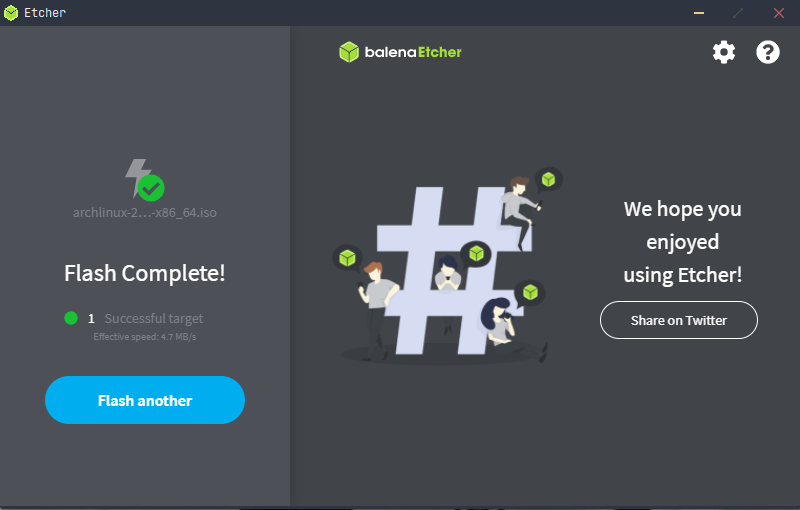 Etcher
balenaEtcher
archlinux-2...-x86_64.iso
Flash Complete!
1 Successful target
Effective speed: 4.7 MB/s
Flash another
We hope you
enjoyed
using Etcher!
Share on Twitter